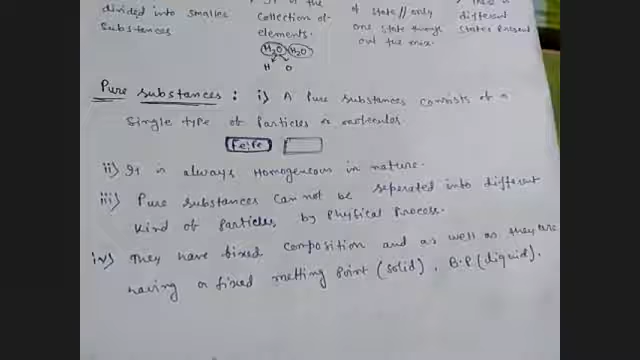 divided into smaller
substances
collection of
elements.
H2O H2O
H O
of state // only
one state through
out the mix.
different
states present
Pure substances : i) A Pure substances consists of a
single type of Particles or molecules.
Fe:Fe
ii) It is always Homogeneous in nature.
iii) Pure substances cannot be seperated into different
kind of Particles by Physical Process.
iv) They have fixed composition and as well as they are
having a fixed melting Point (solid), B.P (liquid).